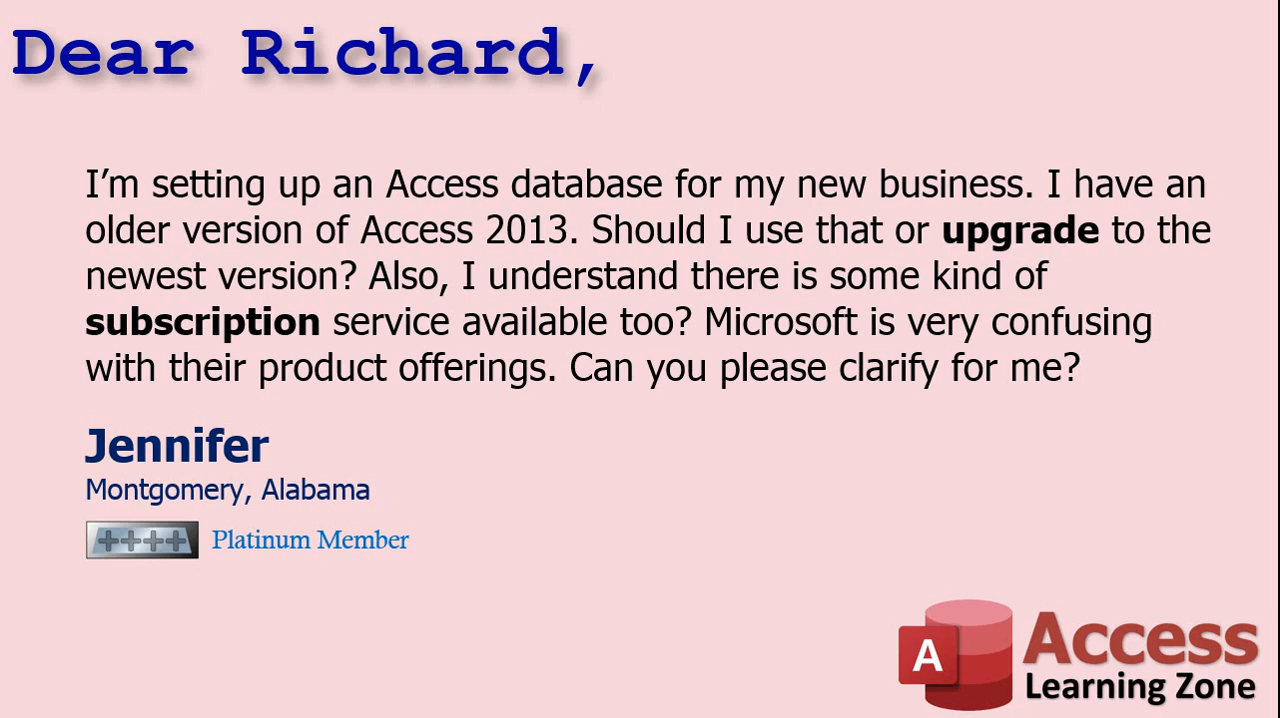 Dear Richard,
I’m setting up an Access database for my new business. I have an
older version of Access 2013. Should I use that or upgrade to the
newest version? Also, I understand there is some kind of
subscription service available too? Microsoft is very confusing
with their product offerings. Can you please clarify for me?
Jennifer
Montgomery, Alabama
++++ Platinum Member
A Access
Learning Zone